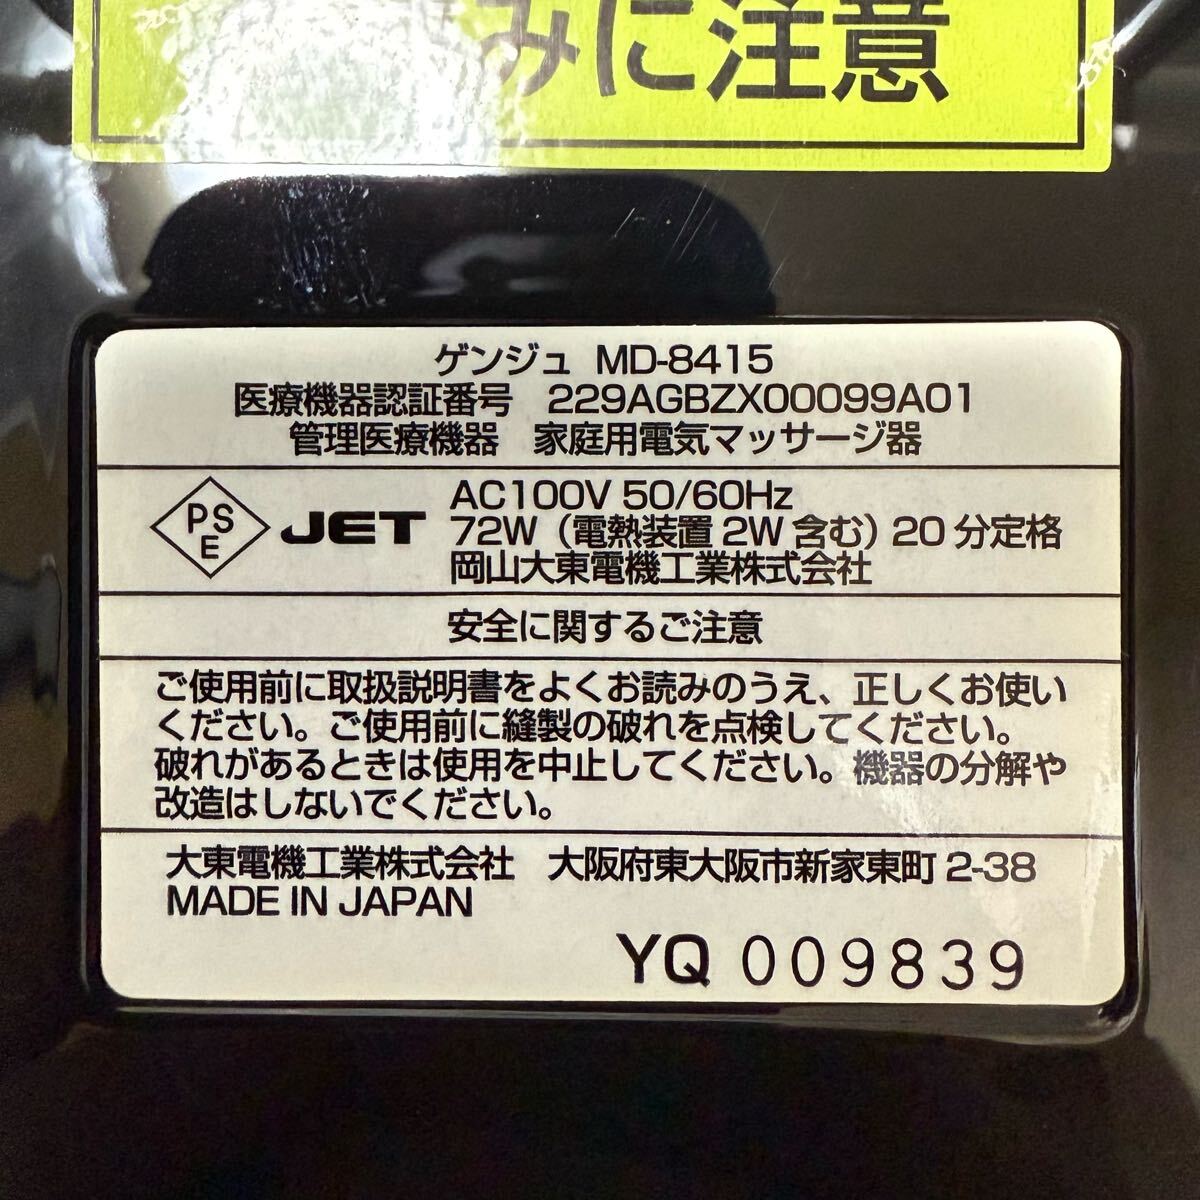 みに注意
ゲンジュ MD-8415
医療機器認証番号 229AGBZX00099A01
管理医療機器 家庭用電気マッサージ器
PSE JET
AC100V 50/60Hz
72W（電熱装置 2W 含む）20 分定格
岡山大東電機工業株式会社
安全に関するご注意
ご使用前に取扱説明書をよくお読みのうえ、正しくお使い
ください。ご使用前に縫製の破れを点検してください。
破れがあるときは使用を中止してください。機器の分解や
改造はしないでください。
大東電機工業株式会社 大阪府東大阪市新家東町 2-38
MADE IN JAPAN
YQ 009839